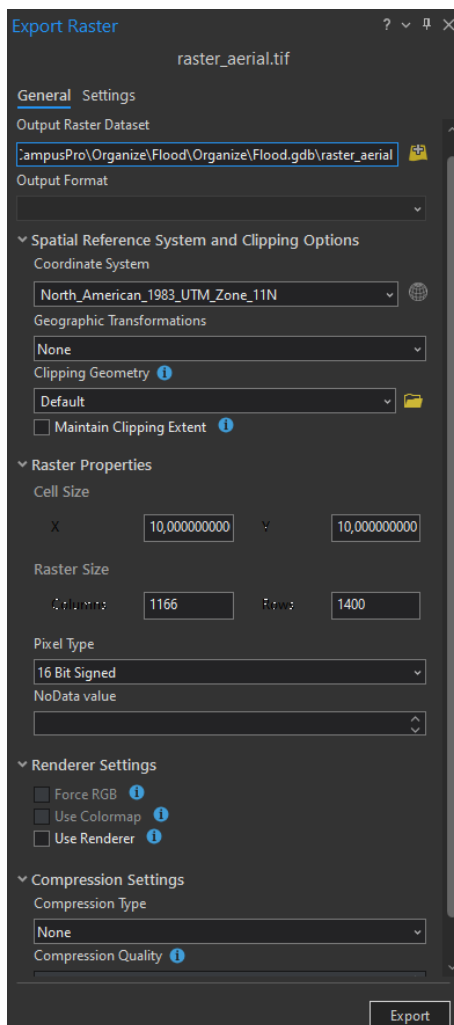 Export Raster
raster_aerial.tif
General Settings
Output Raster Dataset
CampusPro\Organize\Flood\Organize\Flood.gdb\raster_aerial
Output Format
Spatial Reference System and Clipping Options
Coordinate System
North_American_1983_UTM_Zone_11N
Geographic Transformations
None
Clipping Geometry
Default
Maintain Clipping Extent
Raster Properties
Cell Size
X 10,000000000 Y 10,000000000
Raster Size
Columns 1166 Rows 1400
Pixel Type
16 Bit Signed
NoData value
Renderer Settings
Force RGB
Use Colormap
Use Renderer
Compression Settings
Compression Type
None
Compression Quality
Export